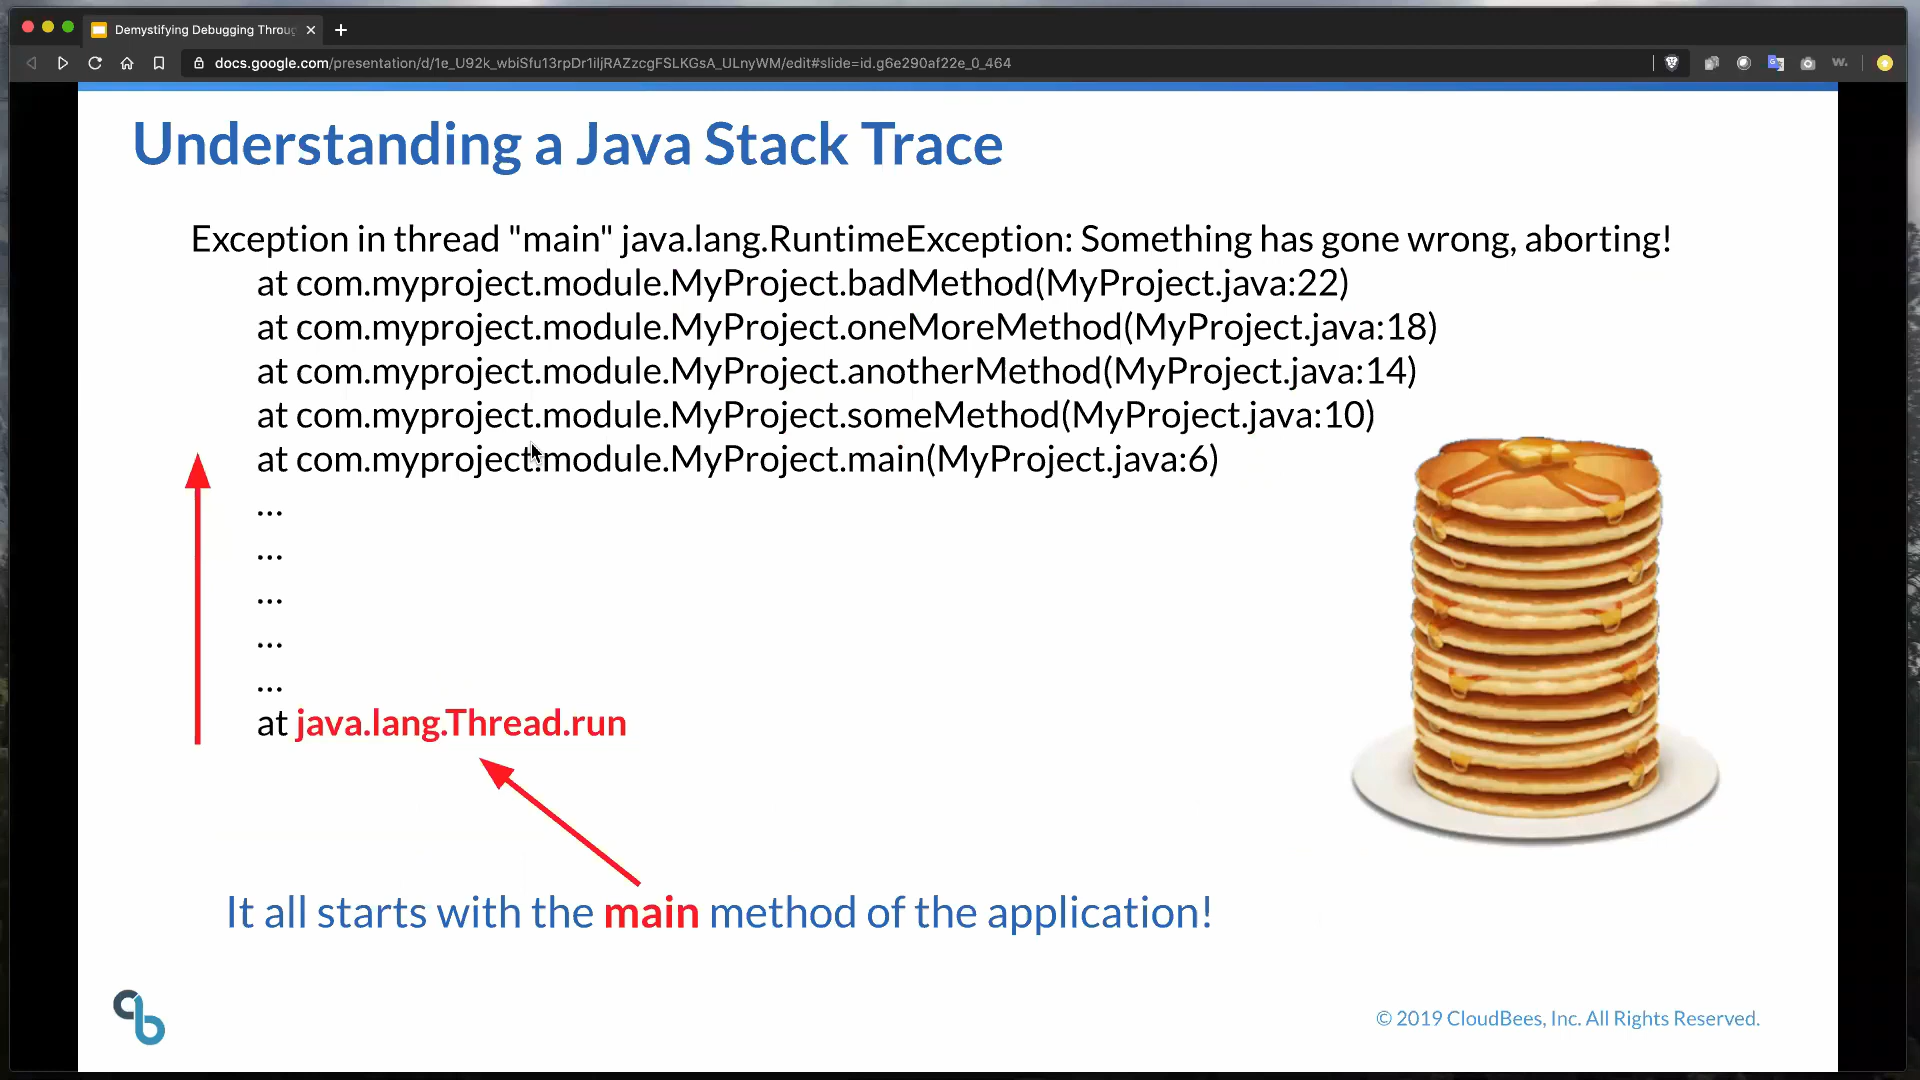 Demystifying Debugging Throu
docs.google.com/presentation/d/1e_U92k_wbiSfu13rpDr1iljRAZzcgFSLKGsA_ULnyWM/edit#slide=id.g6e290af22e_0_464
Understanding a Java Stack Trace
Exception in thread "main" java.lang.RuntimeException: Something has gone wrong, aborting!
at com.myproject.module.MyProject.badMethod(MyProject.java:22)
at com.myproject.module.MyProject.oneMoreMethod(MyProject.java:18)
at com.myproject.module.MyProject.anotherMethod(MyProject.java:14)
at com.myproject.module.MyProject.someMethod(MyProject.java:10)
at com.myproject.module.MyProject.main(MyProject.java:6)
...
...
...
...
...
at java.lang.Thread.run
It all starts with the main method of the application!
© 2019 CloudBees, Inc. All Rights Reserved.